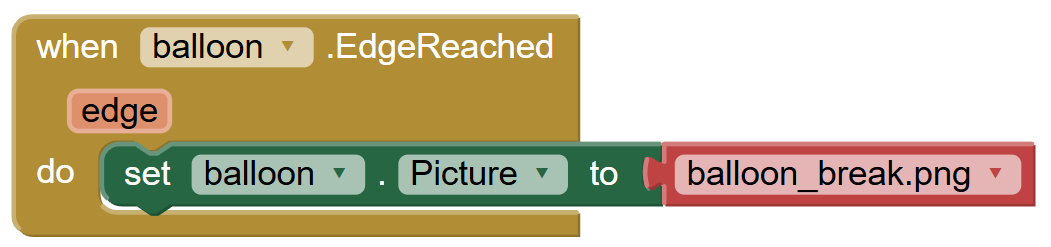 when balloon .EdgeReached
edge
do set balloon . Picture to balloon_break.png